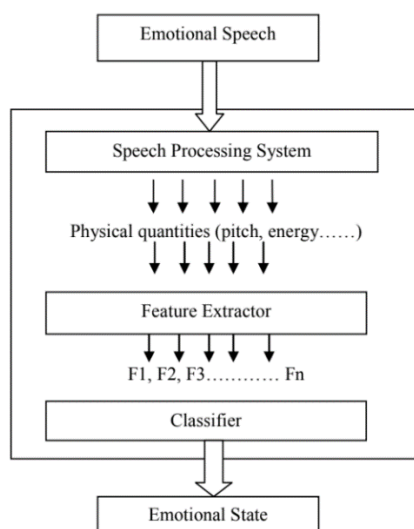 Emotional Speech
Speech Processing System
Physical quantities (pitch, energy……)
Feature Extractor
F1, F2, F3………… Fn
Classifier
Emotional State